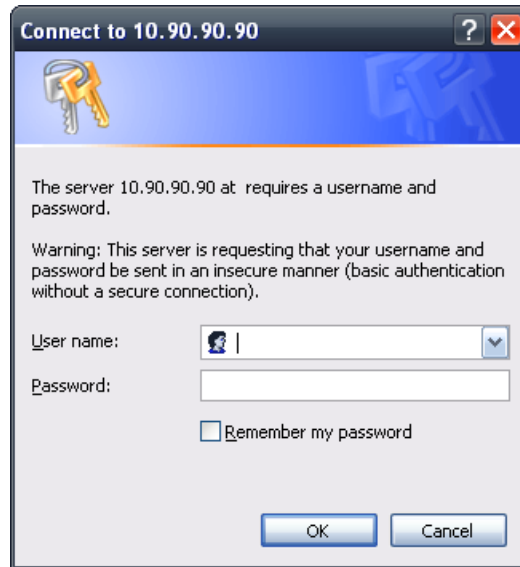 Connect to 10.90.90.90
The server 10.90.90.90 at  requires a username and
password.
Warning: This server is requesting that your username and
password be sent in an insecure manner (basic authentication
without a secure connection).
User name:
Password:
Remember my password
OK
Cancel